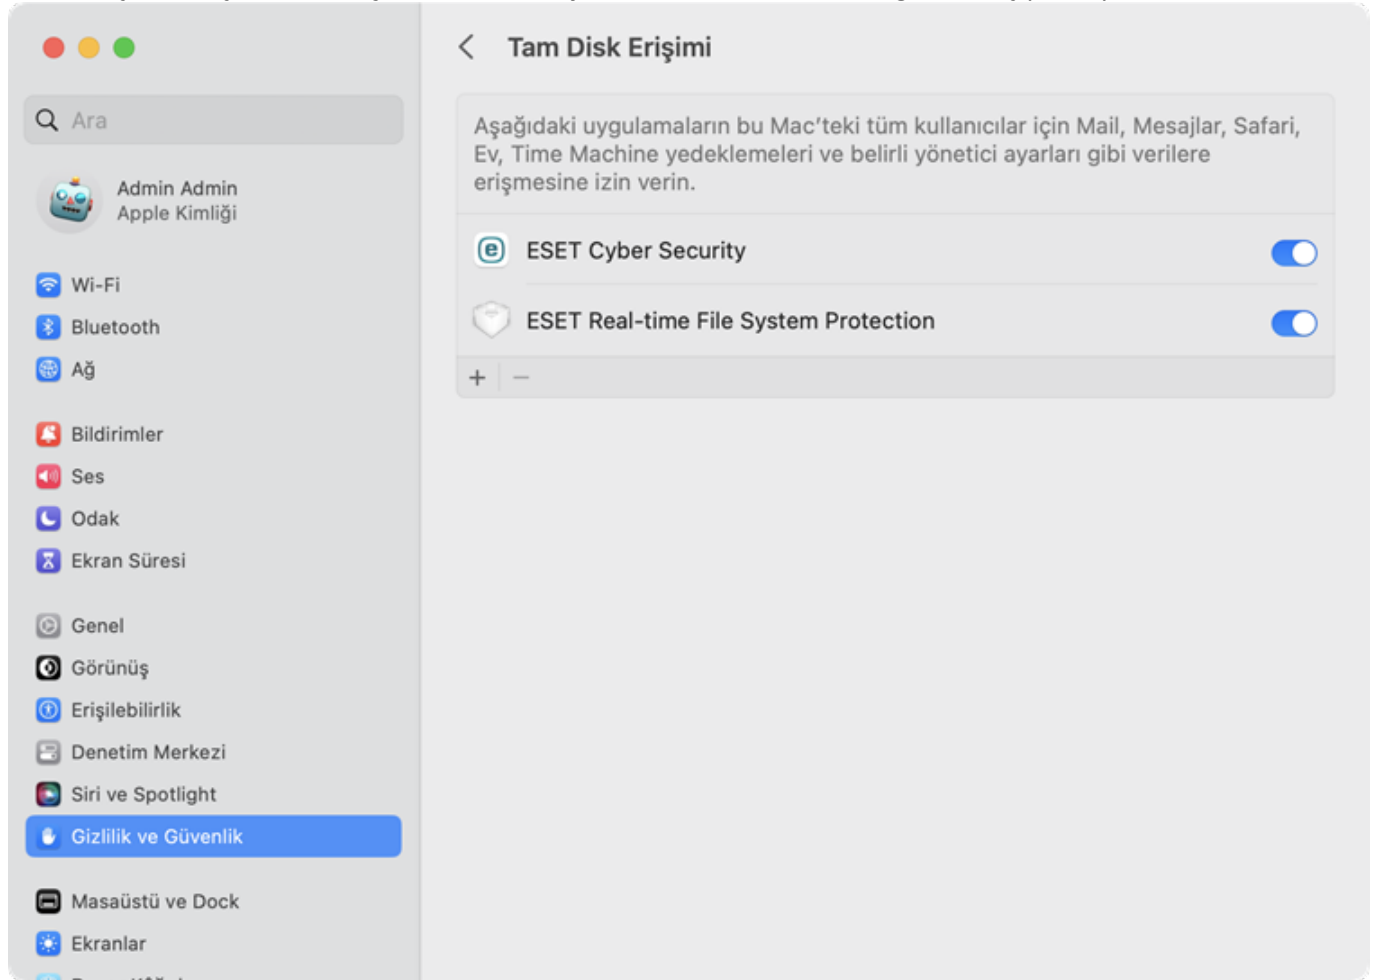 Tam Disk Erişimi
Ara
Aşağıdaki uygulamaların bu Mac’teki tüm kullanıcılar için Mail, Mesajlar, Safari,
Ev, Time Machine yedeklemeleri ve belirli yönetici ayarları gibi verilere
erişmesine izin verin.
Admin Admin
Apple Kimliği
ESET Cyber Security
ESET Real-time File System Protection
+ −
Wi-Fi
Bluetooth
Ağ
Bildirimler
Ses
Odak
Ekran Süresi
Genel
Görünüş
Erişilebilirlik
Denetim Merkezi
Siri ve Spotlight
Gizlilik ve Güvenlik
Masaüstü ve Dock
Ekranlar